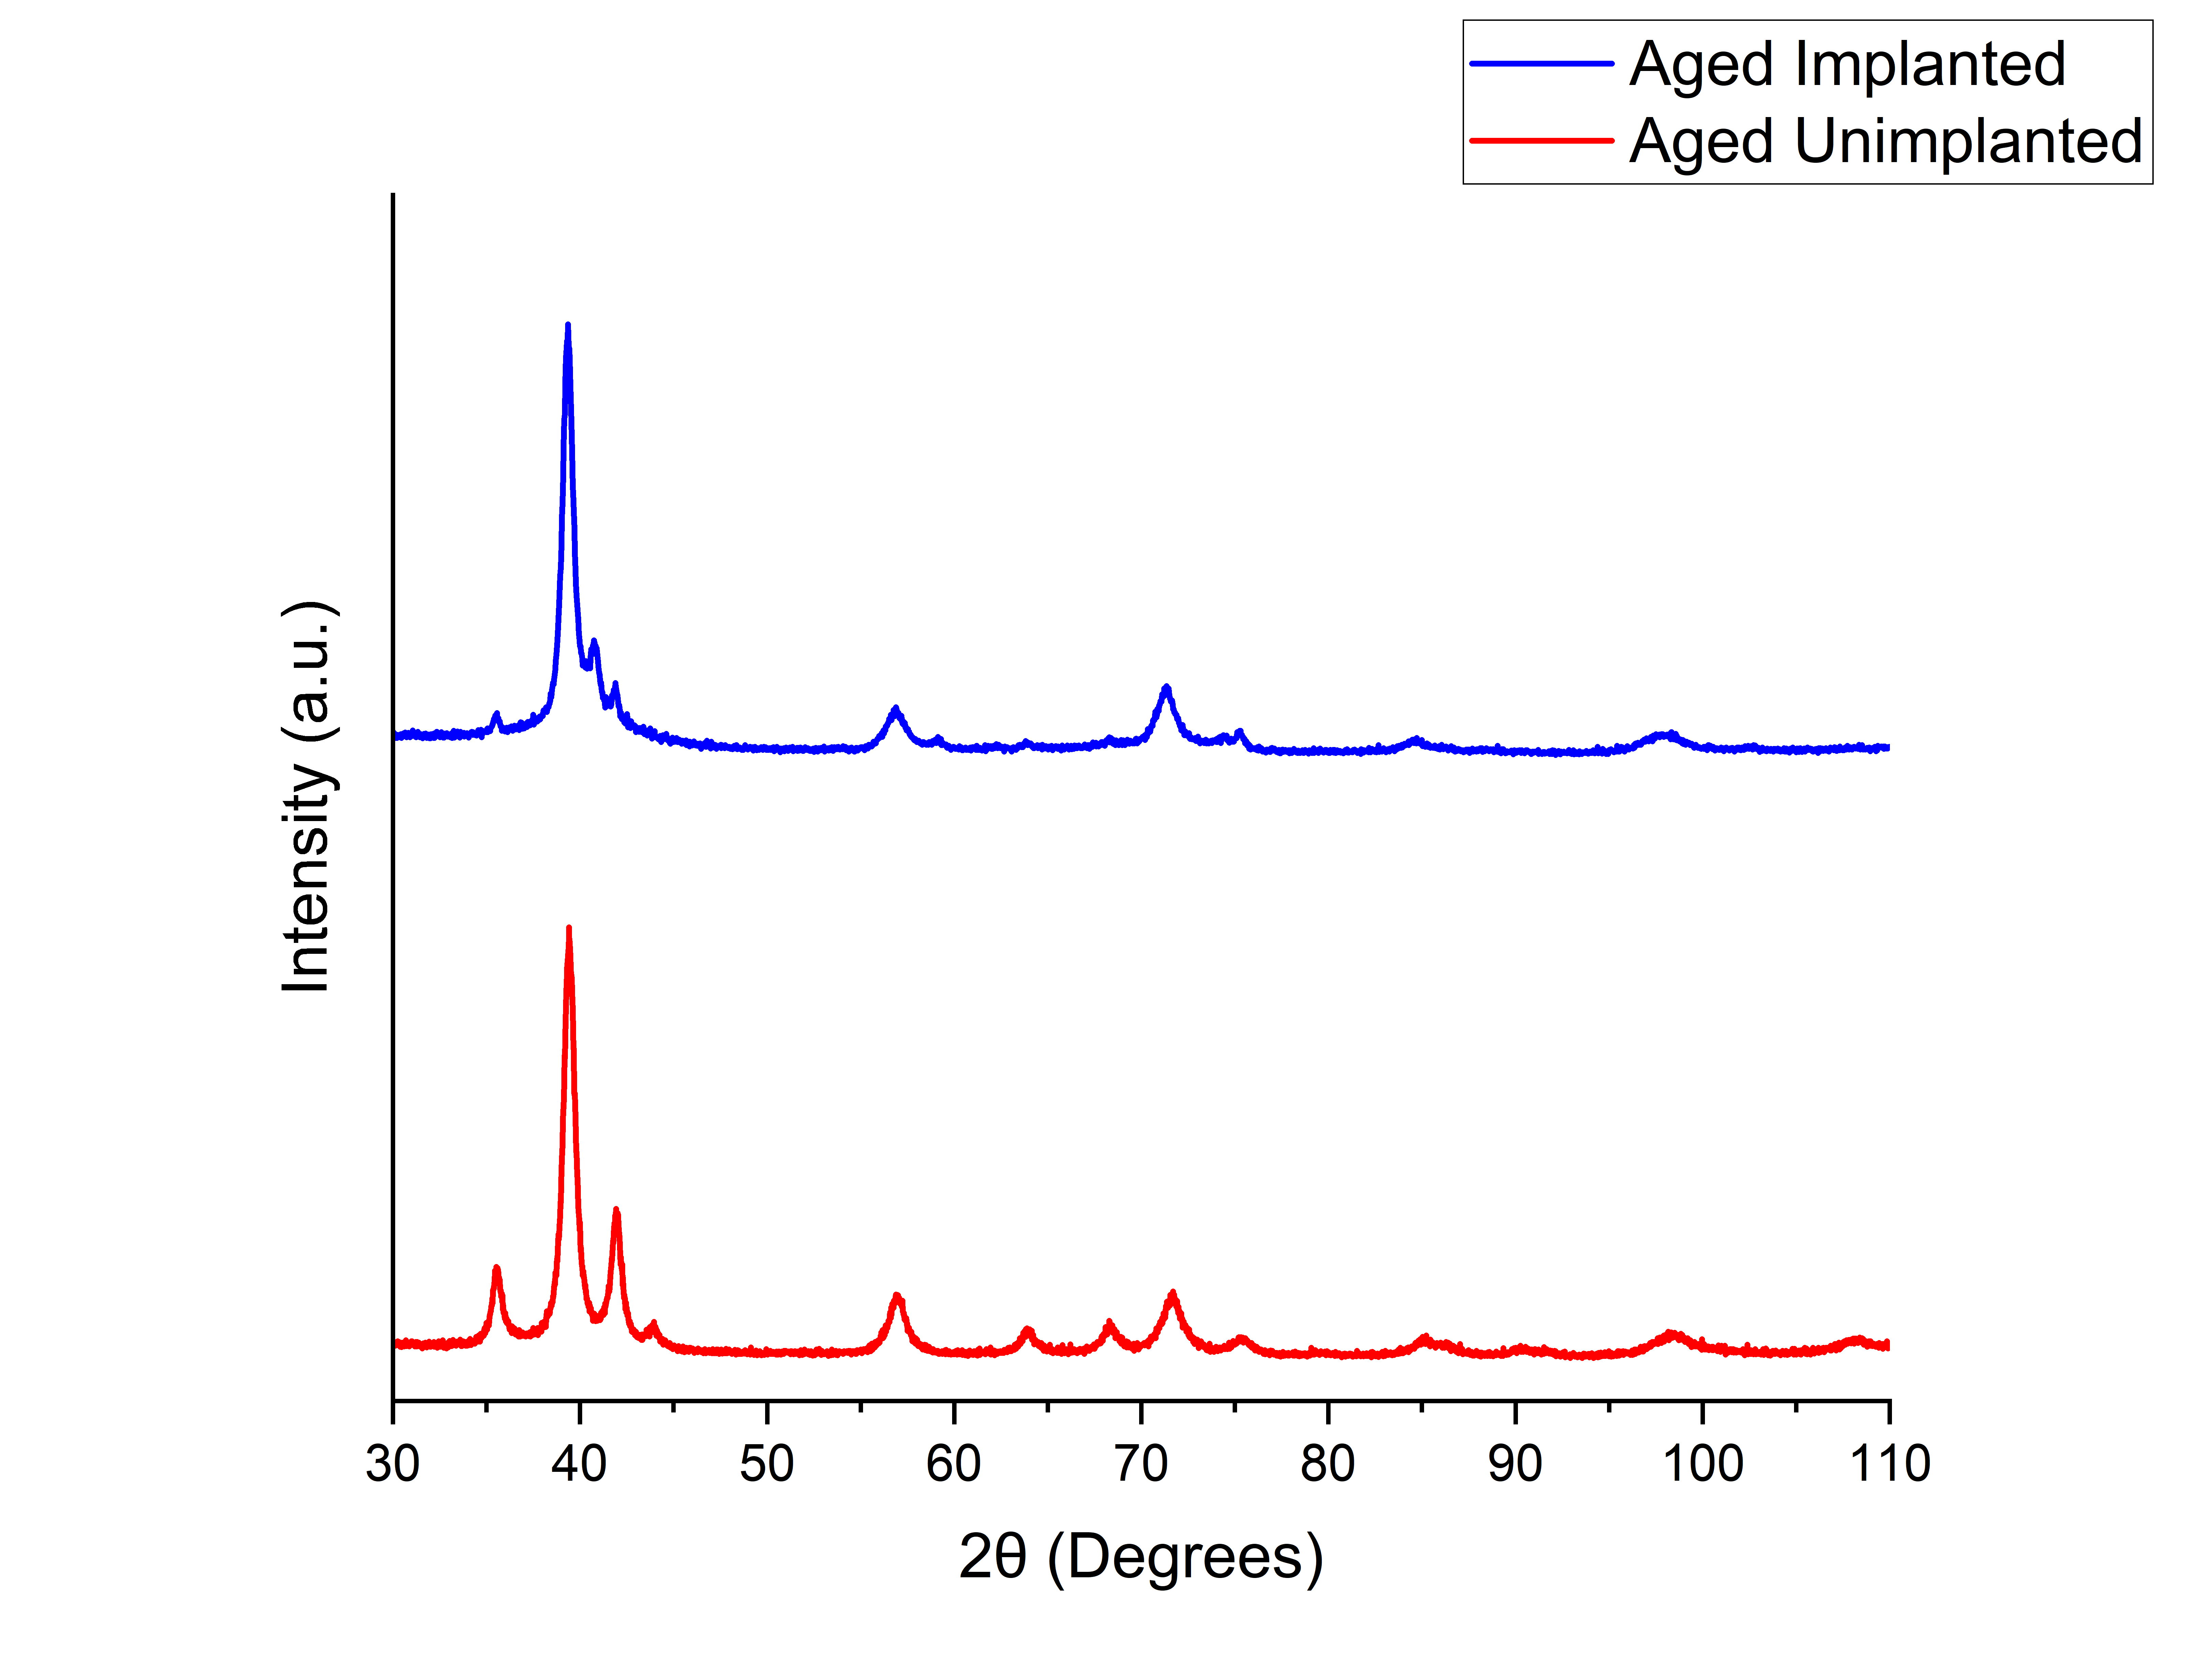 Aged Implanted
Aged Unimplanted
Intensity (a.u.)
30 40 50 60 70 80 90 100 110
2θ (Degrees)